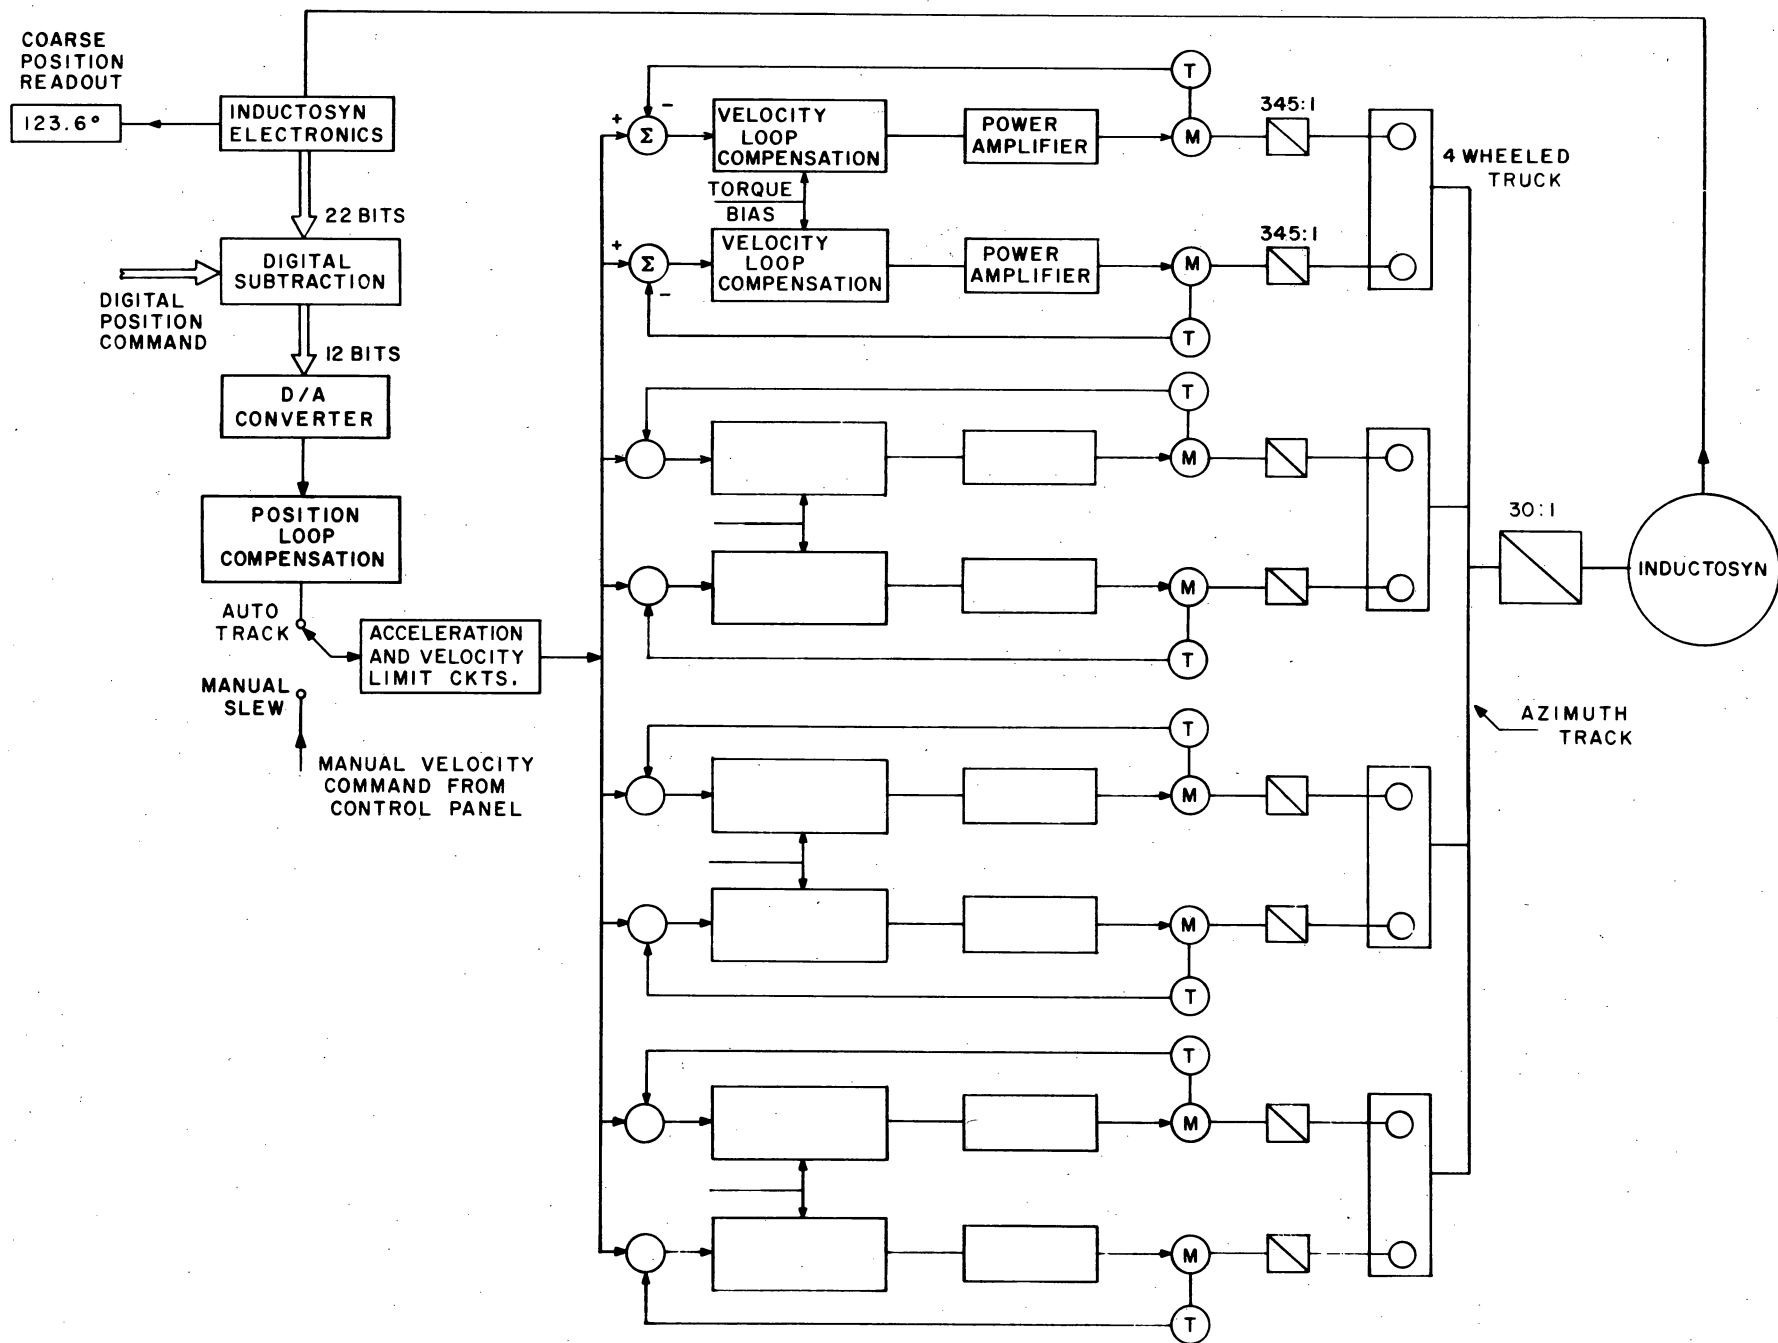 COARSE
POSITION
READOUT
123.6°
INDUCTOSYN
ELECTRONICS
22 BITS
DIGITAL
SUBTRACTION
DIGITAL
POSITION
COMMAND
12 BITS
D/A
CONVERTER
POSITION
LOOP
COMPENSATION
AUTO
TRACK
MANUAL
SLEW
ACCELERATION
AND VELOCITY
LIMIT CKTS.
MANUAL VELOCITY
COMMAND FROM
CONTROL PANEL
+
-
Σ
VELOCITY
LOOP
COMPENSATION
POWER
AMPLIFIER
T
M
345:1
4 WHEELED
TRUCK
TORQUE
BIAS
+
-
Σ
VELOCITY
LOOP
COMPENSATION
POWER
AMPLIFIER
M
T
345:1
T
M
M
T
30:1
INDUCTOSYN
AZIMUTH
TRACK
T
M
M
T
T
M
M
T